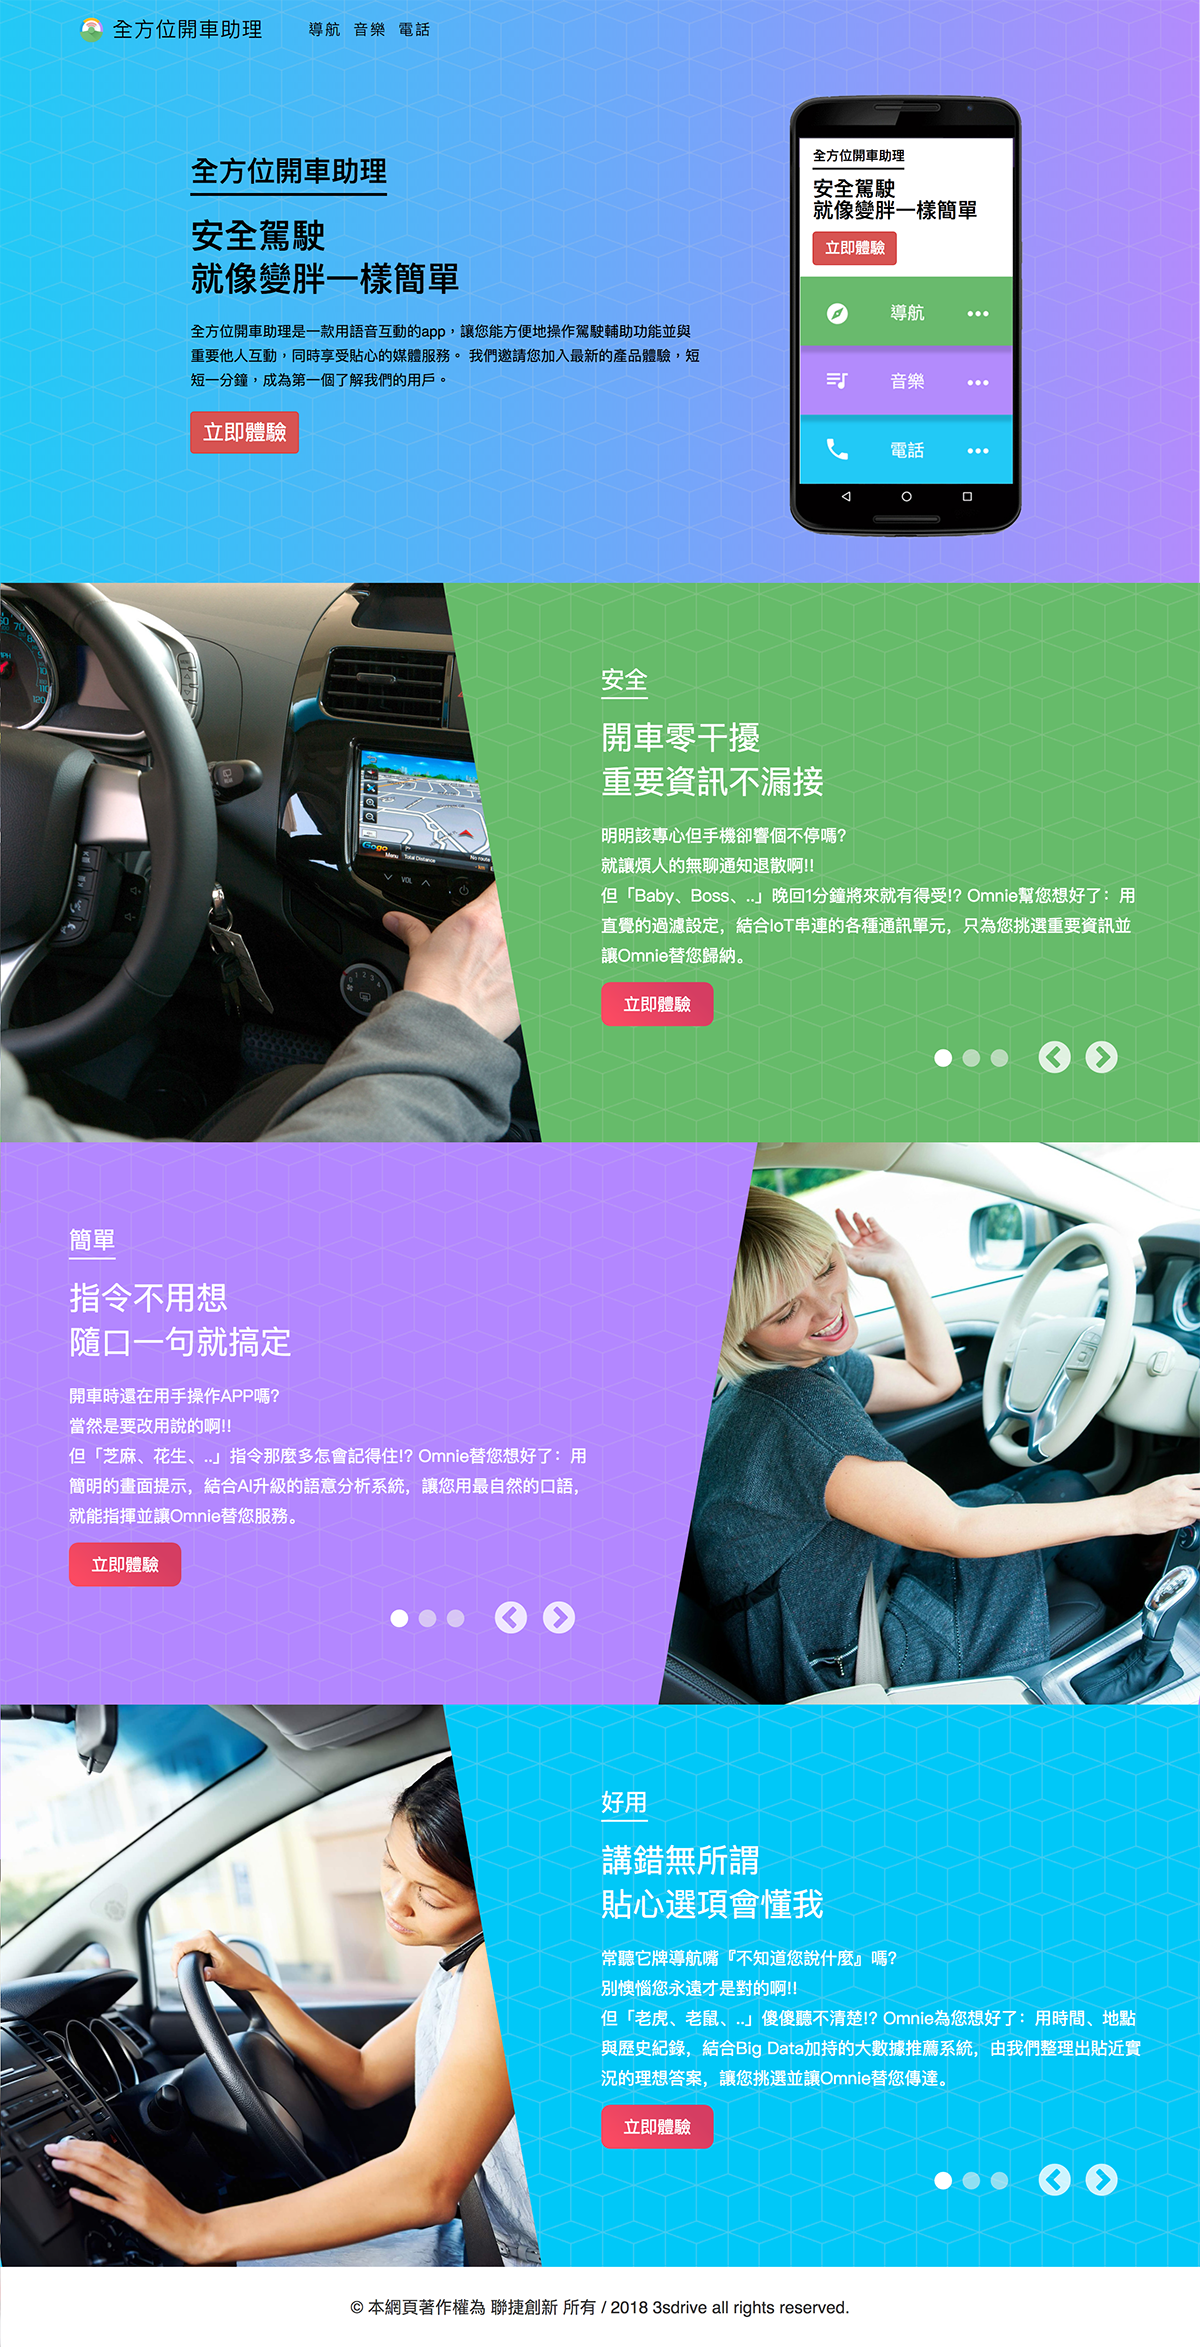 全方位開車助理 導航 音樂 電話
全方位開車助理
安全駕駛
就像變胖一樣簡單
全方位開車助理是一款用語音互動的app，讓您能方便地操作駕駛輔助功能並與
重要他人互動，同時享受貼心的媒體服務。 我們邀請您加入最新的產品體驗，短
短一分鐘，成為第一個了解我們的用戶。
立即體驗
全方位開車助理
安全駕駛
就像變胖一樣簡單
立即體驗
導航
音樂
電話
安全
開車零干擾
重要資訊不漏接
明明該專心但手機卻響個不停嗎?
就讓煩人的無聊通知退散啊!!
但「Baby、Boss、..」晚回1分鐘將來就有得受!? Omnie幫您想好了：用
直覺的過濾設定，結合IoT串連的各種通訊單元，只為您挑選重要資訊並
讓Omnie替您歸納。
立即體驗
Gogo
Menu Total Distance No route
VOL
簡單
指令不用想
隨口一句就搞定
開車時還在用手操作APP嗎?
當然是要改用說的啊!!
但「芝麻、花生、..」指令那麼多怎會記得住!? Omnie替您想好了：用
簡明的畫面提示，結合AI升級的語意分析系統，讓您用最自然的口語，
就能指揮並讓Omnie替您服務。
立即體驗
好用
講錯無所謂
貼心選項會懂我
常聽它牌導航嘴『不知道您說什麼』嗎?
別懊惱您永遠才是對的啊!!
但「老虎、老鼠、..」傻傻聽不清楚!? Omnie為您想好了：用時間、地點
與歷史紀錄，結合Big Data加持的大數據推薦系統，由我們整理出貼近實
況的理想答案，讓您挑選並讓Omnie替您傳達。
立即體驗
© 本網頁著作權為 聯捷創新 所有 / 2018 3sdrive all rights reserved.